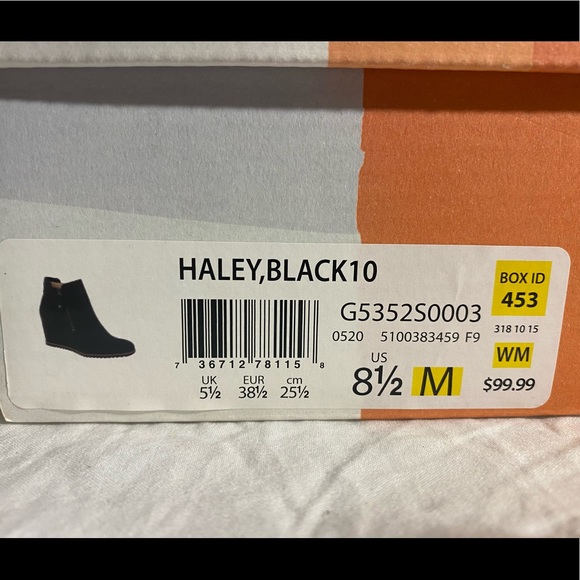 HALEY,BLACK10
7 36712 78115 8
UK EUR cm
5½ 38½ 25½
G5352S0003
0520 5100383459 F9
US
8½ M
BOX ID
453
318 10 15
WM
$99.99